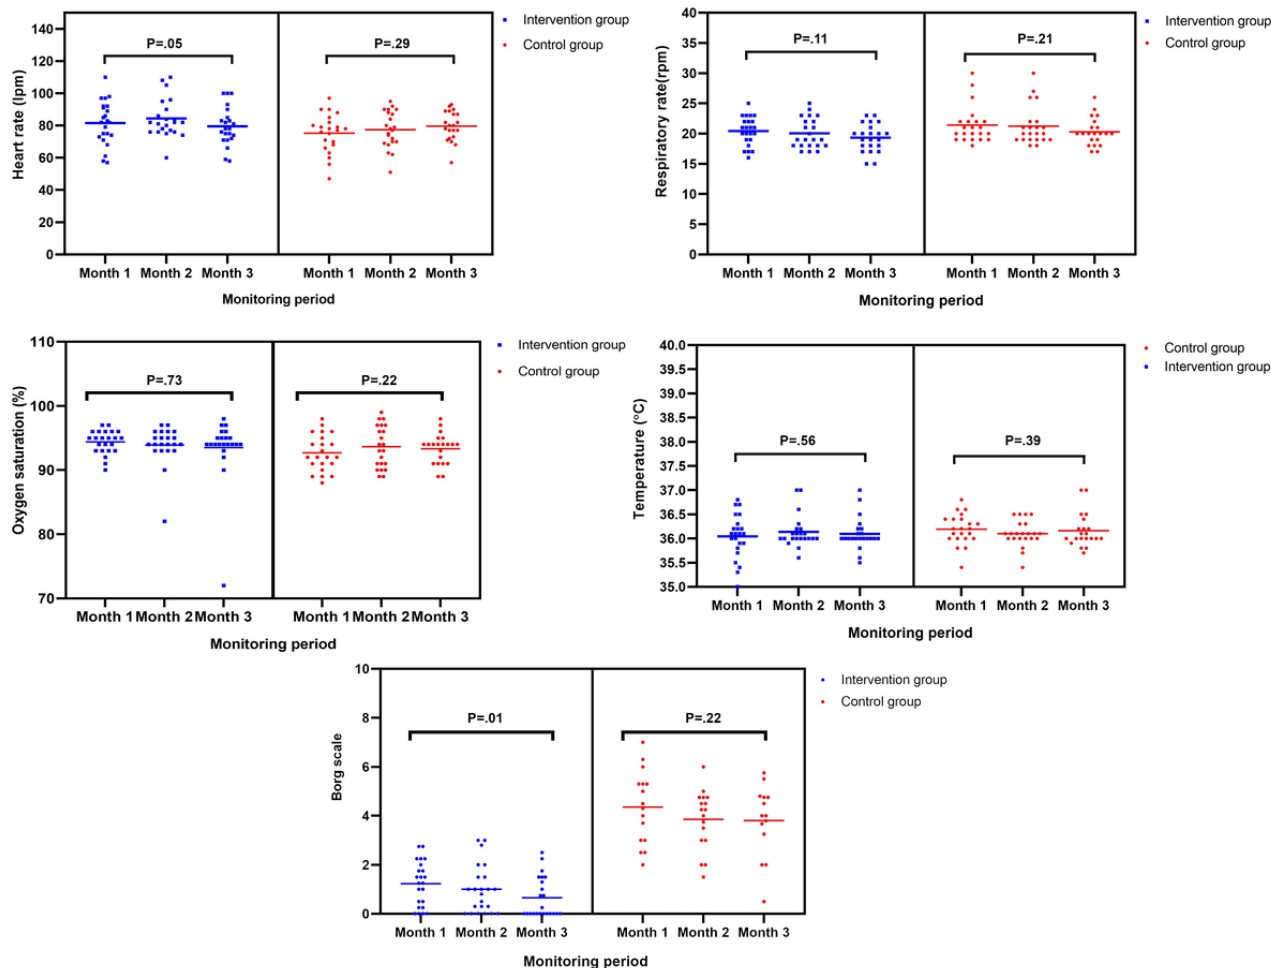 Heart rate (lpm)
140
120
100
80
60
40
20
0
P=.05
P=.29
Intervention group
Control group
Month 1 Month 2 Month 3 Month 1 Month 2 Month 3
Monitoring period
Respiratory rate(rpm)
40
35
30
25
20
15
10
5
0
P=.11
P=.21
Intervention group
Control group
Month 1 Month 2 Month 3 Month 1 Month 2 Month 3
Monitoring period
Oxygen saturation (%)
110
100
90
80
70
P=.73
P=.22
Intervention group
Control group
Month 1 Month 2 Month 3 Month 1 Month 2 Month 3
Monitoring period
Temperature (°C)
40.0
39.5
39.0
38.5
38.0
37.5
37.0
36.5
36.0
35.5
35.0
P=.56
P=.39
Control group
Intervention group
Month 1 Month 2 Month 3 Month 1 Month 2 Month 3
Monitoring period
Borg scale
10
8
6
4
2
0
P=.01
P=.22
Intervention group
Control group
Month 1 Month 2 Month 3 Month 1 Month 2 Month 3
Monitoring period